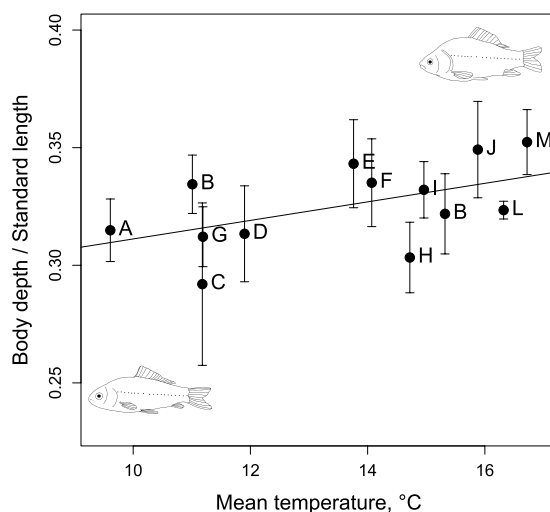 0.40
0.35
0.30
0.25
Body depth / Standard length
A
B
G
C
D
E
F
I
B
H
J
L
M
10
12
14
16
Mean temperature, °C